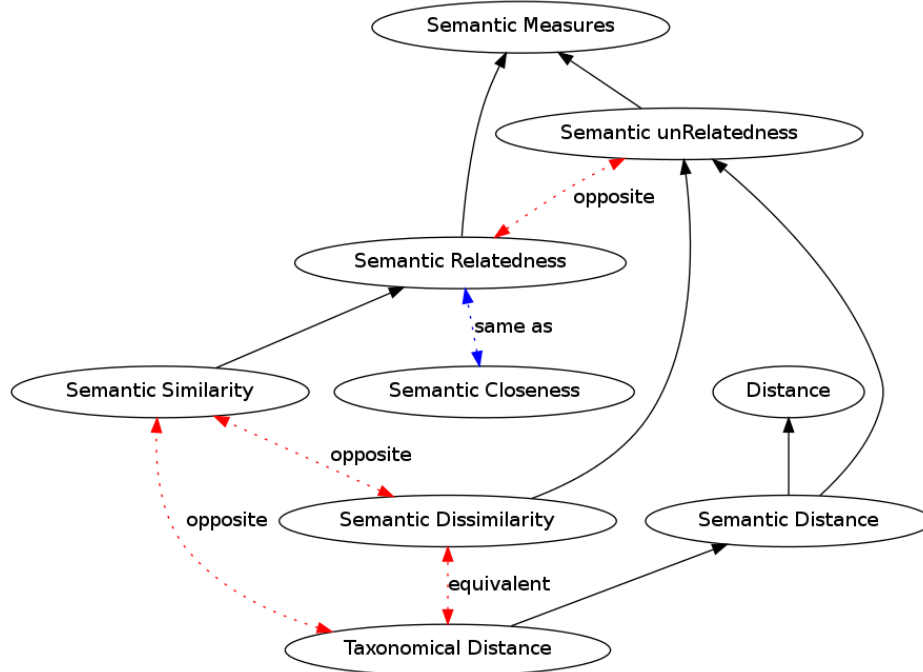 Semantic Measures
Semantic unRelatedness
opposite
Semantic Relatedness
same as
Semantic Similarity
Semantic Closeness
Distance
opposite
opposite
Semantic Dissimilarity
Semantic Distance
equivalent
Taxonomical Distance